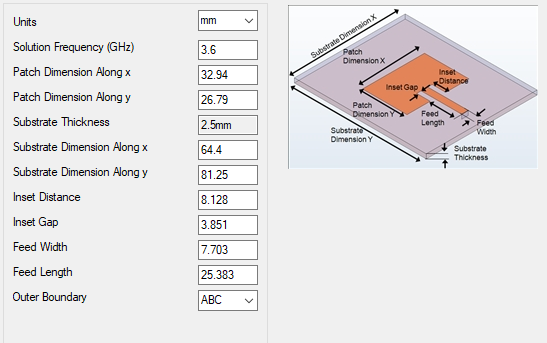 Units mm
Solution Frequency (GHz) 3.6
Patch Dimension Along x 32.94
Patch Dimension Along y 26.79
Substrate Thickness 2.5mm
Substrate Dimension Along x 64.4
Substrate Dimension Along y 81.25
Inset Distance 8.128
Inset Gap 3.851
Feed Width 7.703
Feed Length 25.383
Outer Boundary ABC
Substrate Dimension X
Patch
Dimension X
Inset
Distance
Inset Gap
Patch
Dimension Y
Feed
Length
Feed
Width
Substrate
Dimension Y
Substrate
Thickness